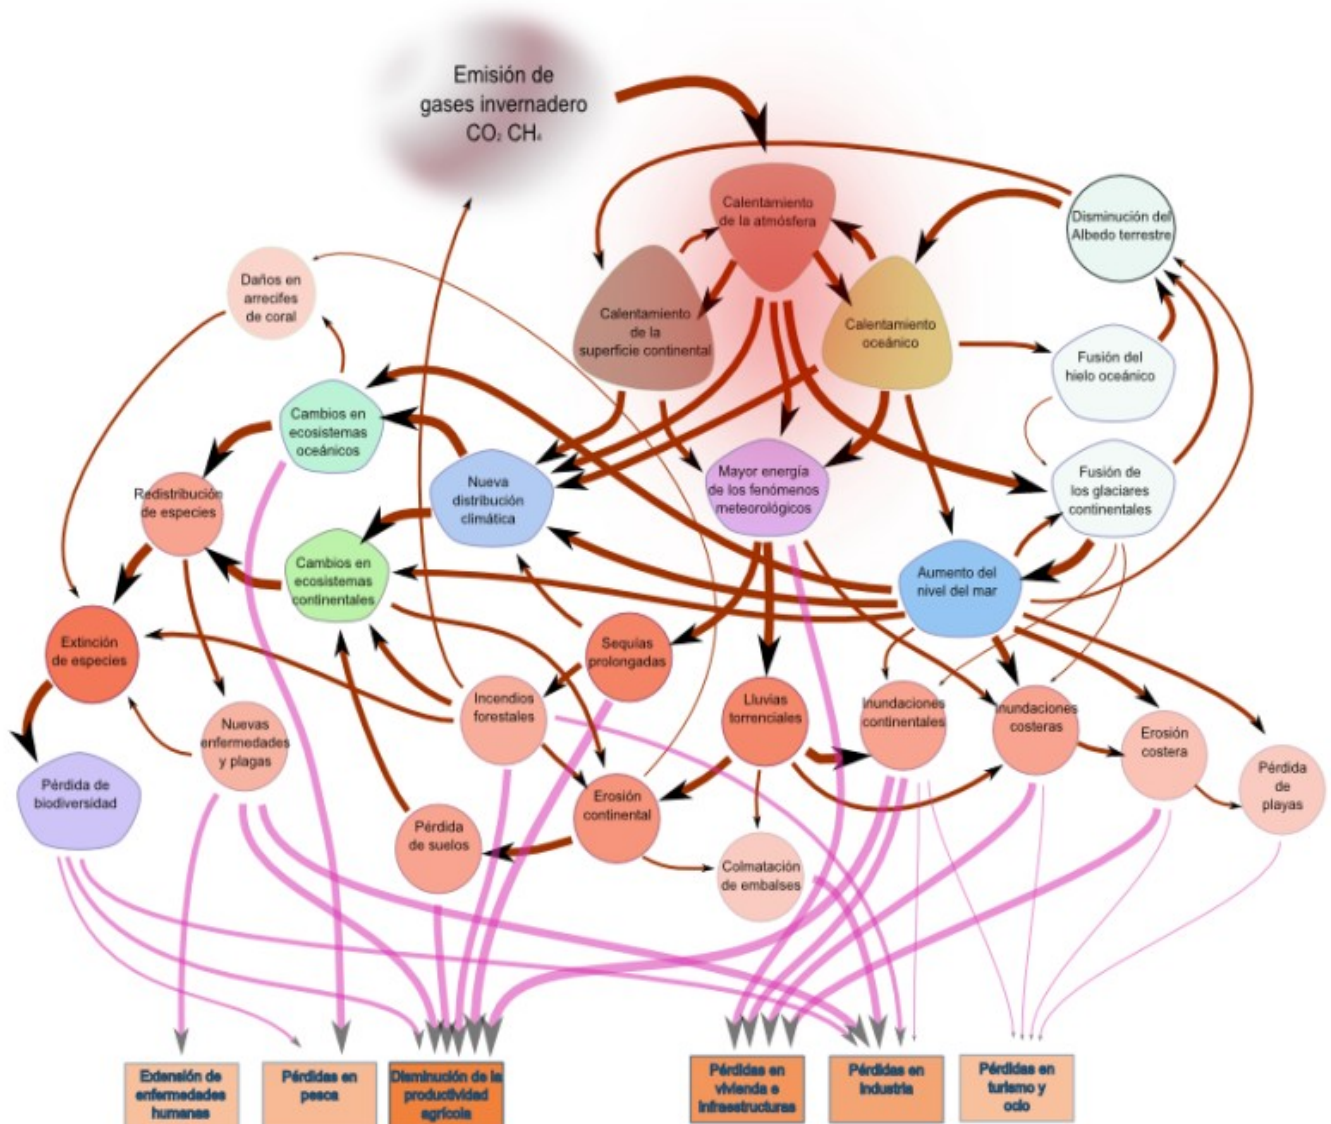 Emisión de
gases invernadero
CO₂ CH₄
Calentamiento
de la atmósfera
Disminución del
Albedo terrestre
Daños en
arrecifes
de coral
Calentamiento
de la
superficie continental
Calentamiento
oceánico
Fusión del
hielo oceánico
Cambios en
ecosistemas
oceánicos
Nueva
distribución
climática
Mayor energía
de los fenómenos
meteorológicos
Fusión de
los glaciares
continentales
Redistribución
de especies
Cambios en
ecosistemas
continentales
Aumento del
nivel del mar
Extinción
de especies
Sequías
prolongadas
Incendios
forestales
Lluvias
torrenciales
Inundaciones
continentales
Inundaciones
costeras
Erosión
costera
Nuevas
enfermedades
y plagas
Pérdida de
biodiversidad
Pérdida
de
playas
Erosión
continental
Pérdida
de suelos
Colmatación
de embalses
Extensión de
enfermedades
humanas
Pérdidas en
pesca
Disminución de la
productividad
agrícola
Pérdidas en
vivienda e
infraestructuras
Pérdidas en
industria
Pérdidas en
turismo y
ocio